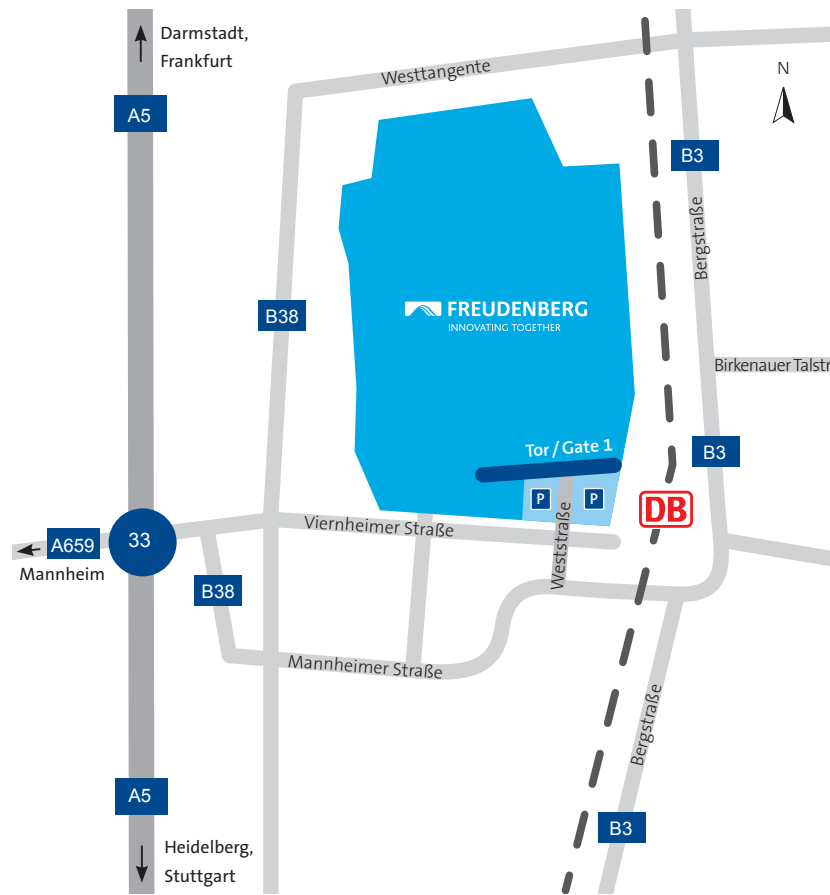 Darmstadt,
Frankfurt
Westtangente
N
A5
B3
Bergstraße
B38
FREUDENBERG
INNOVATING TOGETHER
Birkenauer Talstr
Tor / Gate 1
B3
P
P
DB
Viernheimer Straße
Weststraße
33
A659
Mannheim
B38
Mannheimer Straße
Bergstraße
A5
B3
Heidelberg,
Stuttgart